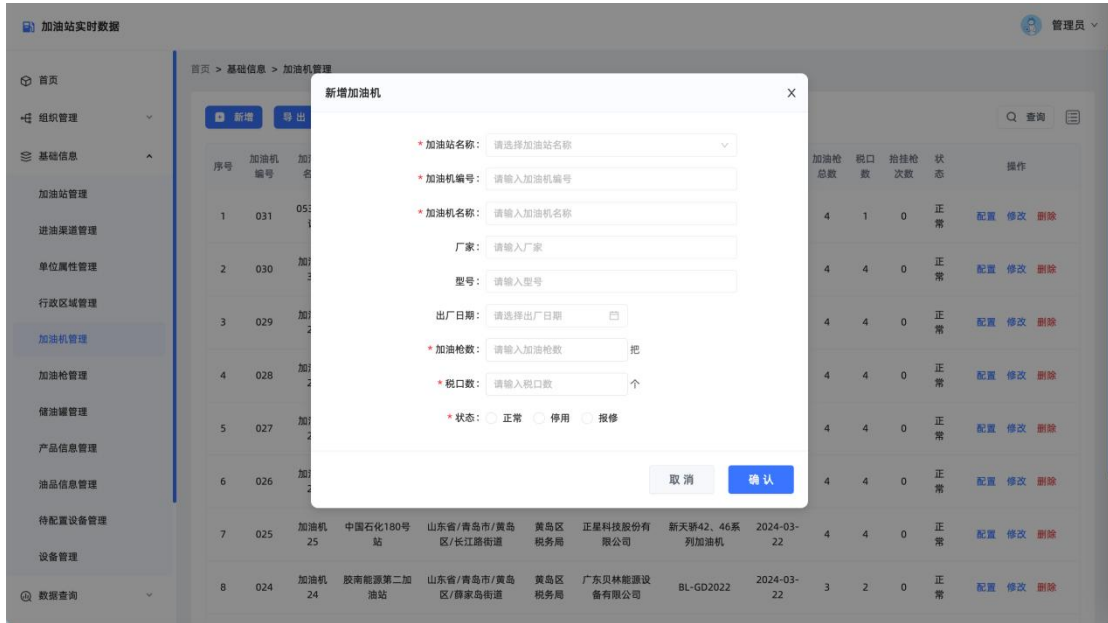 加油站实时数据
管理员
首页
组织管理
基础信息
加油站管理
进油渠道管理
单位属性管理
行政区域管理
加油机管理
加油枪管理
储油罐管理
产品信息管理
油品信息管理
待配置设备管理
设备管理
数据查询
首页 > 基础信息 > 加油机管理
新增 导出 查询
新增加油机 X
* 加油站名称： 请选择加油站名称
* 加油机编号： 请输入加油机编号
* 加油机名称： 请输入加油机名称
厂家： 请输入厂家
型号： 请输入型号
出厂日期： 请选择出厂日期
* 加油枪数： 请输入加油枪数 把
* 税口数： 请输入税口数 个
* 状态： 正常 停用 报修
取消 确认
序号 加油机编号 加油枪总数 税口数 抬挂枪次数 状态 操作
1 031 4 1 0 正常 配置 修改 删除
2 030 4 4 0 正常 配置 修改 删除
3 029 4 4 0 正常 配置 修改 删除
4 028 4 4 0 正常 配置 修改 删除
5 027 4 4 0 正常 配置 修改 删除
6 026 4 4 0 正常 配置 修改 删除
7 025 加油机25 中国石化180号站 山东省/青岛市/黄岛区/长江路街道 黄岛区税务局 正星科技股份有限公司 新天骄42、46系列加油机 2024-03-22 4 4 0 正常 配置 修改 删除
8 024 加油机24 胶南能源第二加油站 山东省/青岛市/黄岛区/薛家岛街道 黄岛区税务局 广东贝林能源设备有限公司 BL-GD2022 2024-03-22 3 2 0 正常 配置 修改 删除